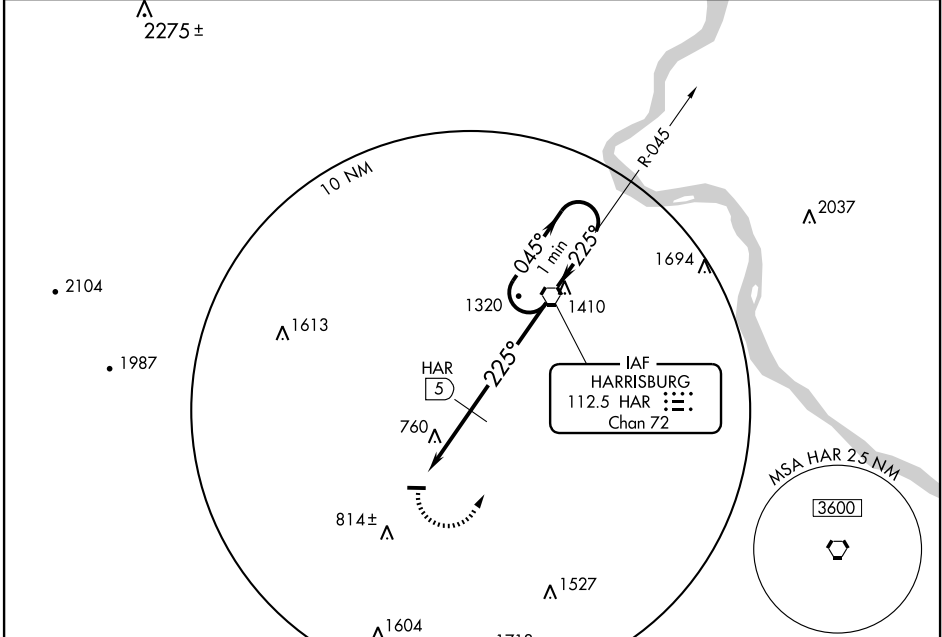 2275 ±
10 NM
R-045
2037
045°
1 min
225°
1694
2104
1320
1410
1613
1987
225°
HAR
5
IAF
HARRISBURG
112.5 HAR
Chan 72
760
MSA HAR 25 NM
3600
814 ±
1527
1604